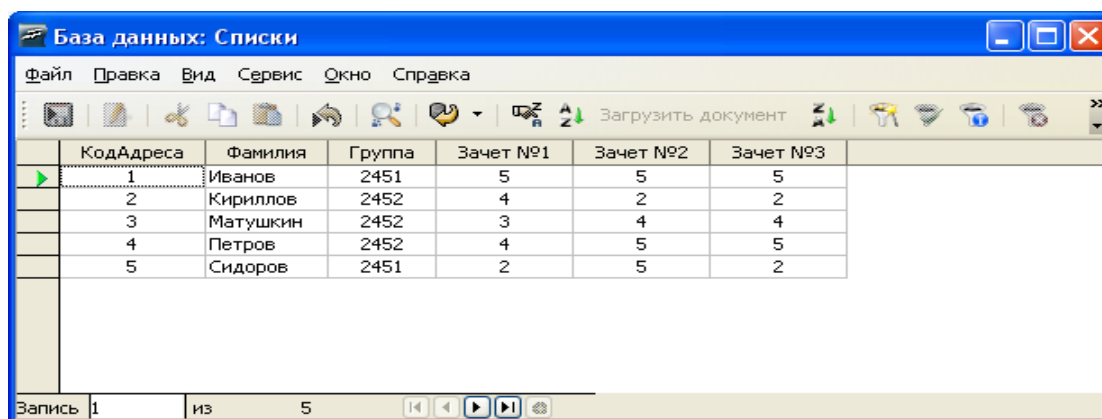 База данных: Списки
Файл Правка Вид Сервис Окно Справка
Загрузить документ
КодАдреса Фамилия Группа Зачет №1 Зачет №2 Зачет №3
1 Иванов 2451 5 5 5
2 Кириллов 2452 4 2 2
3 Матушкин 2452 3 4 4
4 Петров 2452 4 5 5
5 Сидоров 2451 2 5 2
Запись 1 из 5